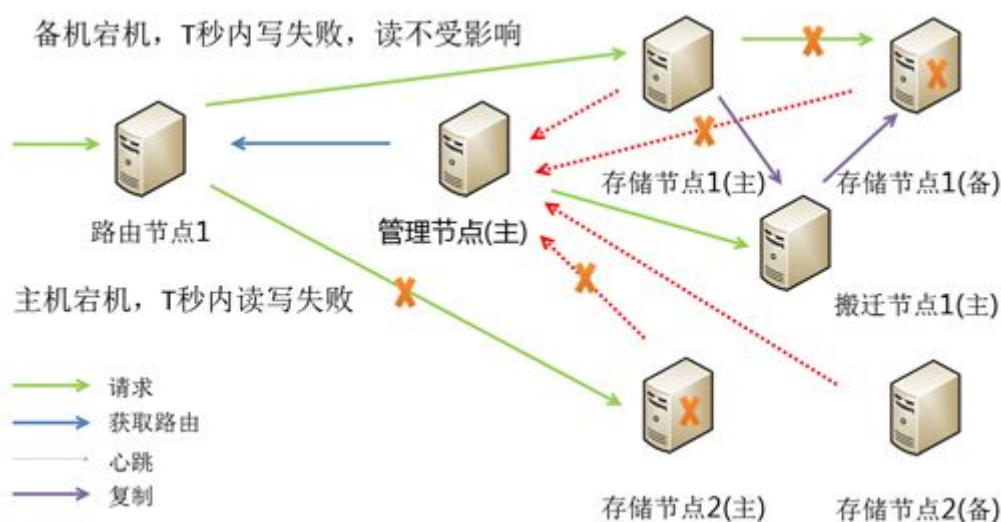 备机宕机，T秒内写失败，读不受影响
存储节点1(主)
存储节点1(备)
路由节点1
管理节点(主)
主机宕机，T秒内读写失败
搬迁节点1(主)
请求
获取路由
心跳
复制
存储节点2(主)
存储节点2(备)